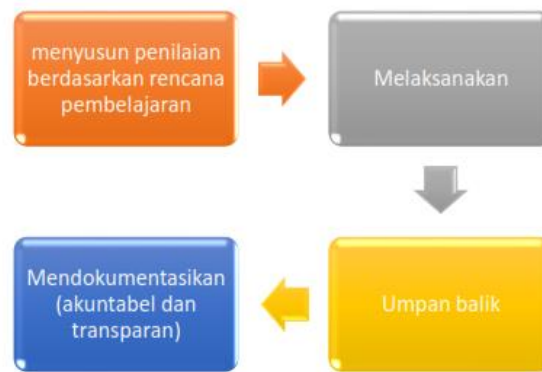 menyusun penilaian
berdasarkan rencana
pembelajaran
Melaksanakan
Umpan balik
Mendokumentasikan
(akuntabel dan
transparan)